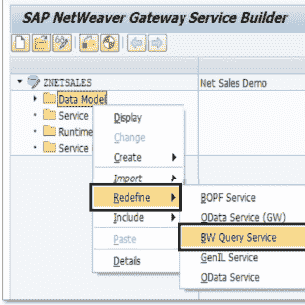 SAP NetWeaver Gateway Service Builder
ZNETSALES
Net Sales Demo
Data Model
Service
Runtime
Service
Display
Change
Create
Import
Redefine
Include
Paste
Details
BOPF Service
OData Service (GW)
BW Query Service
GenIL Service
OData Service